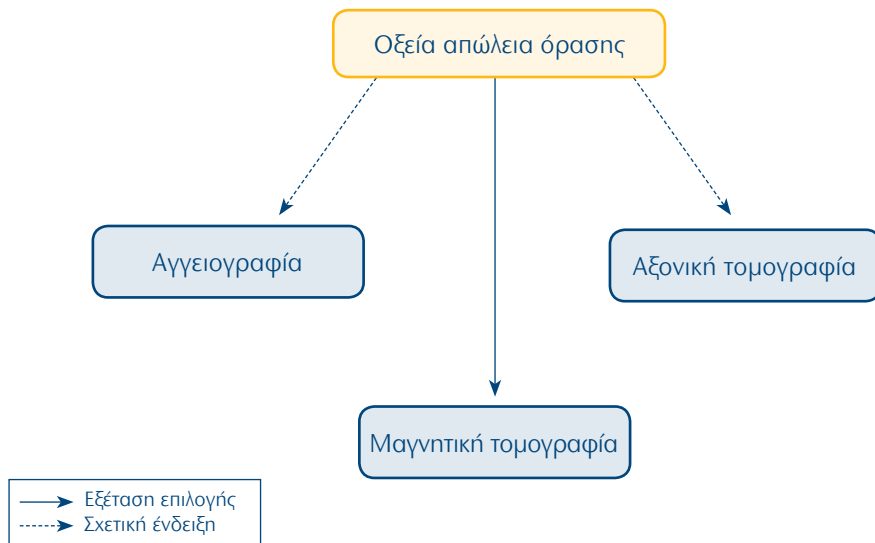 Οξεία απώλεια όρασης
Αγγειογραφία
Αξονική τομογραφία
Μαγνητική τομογραφία
Εξέταση επιλογής
Σχετική ένδειξη